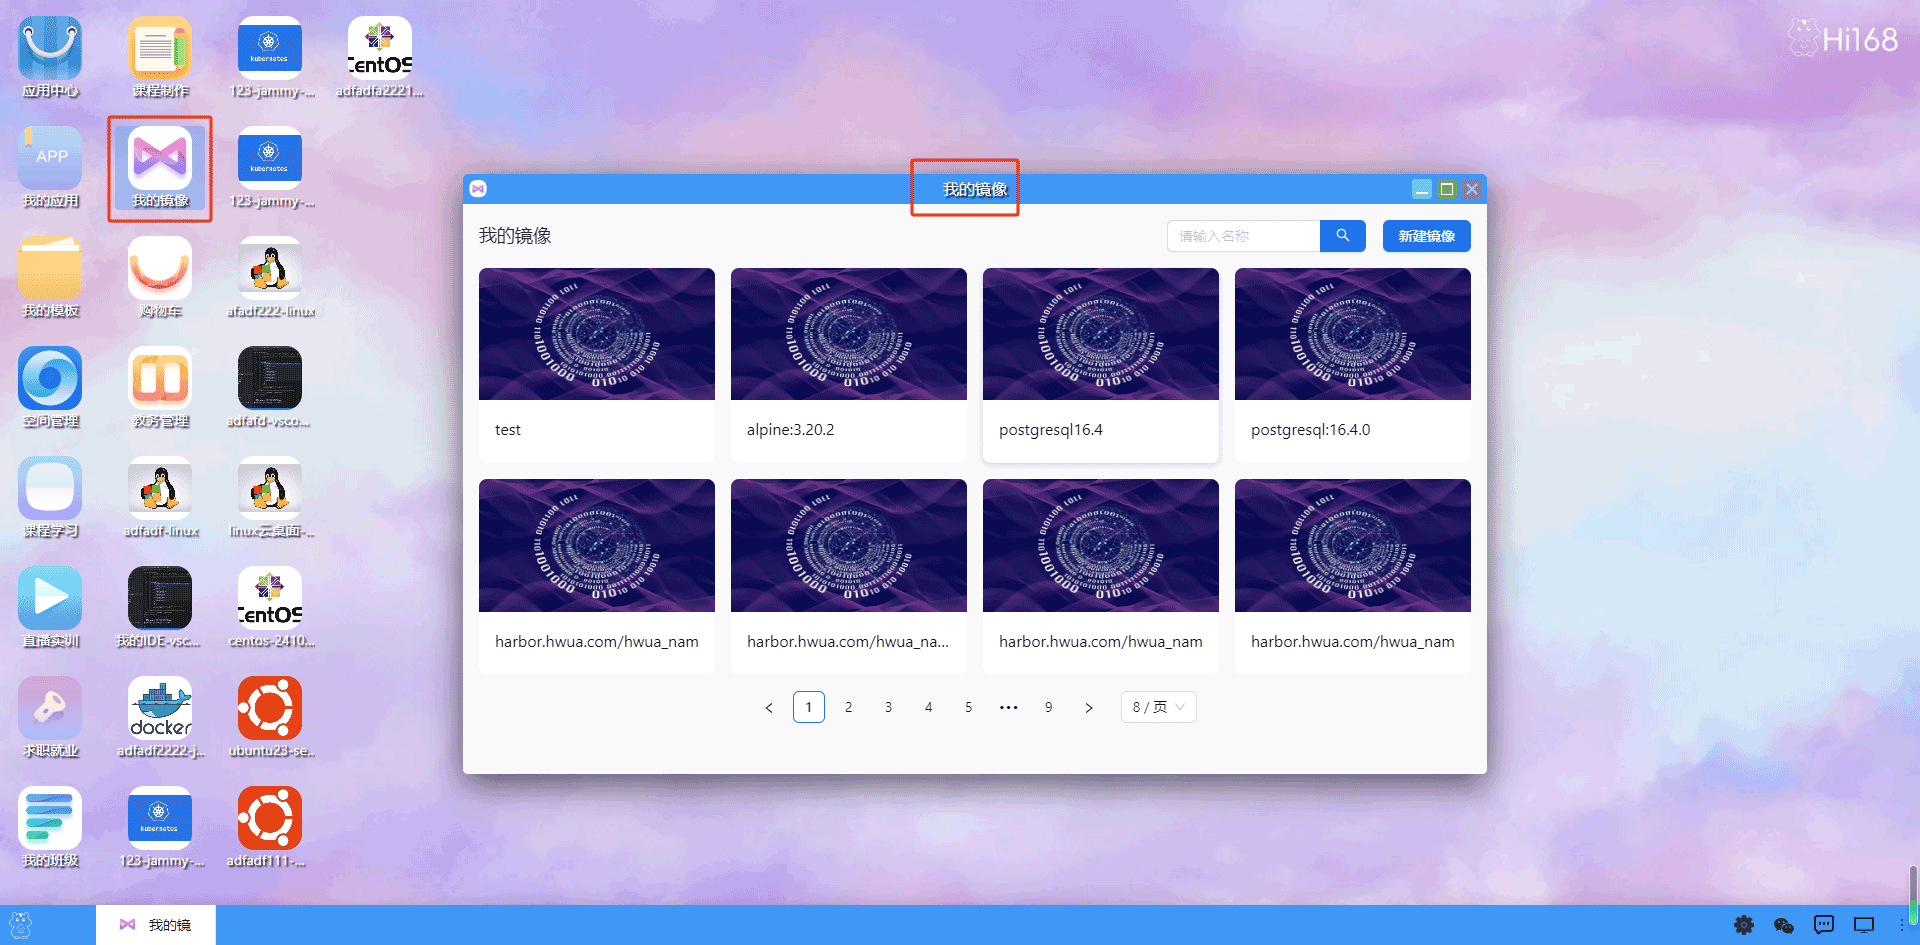 应用中心
课程制作
kubernetes
123-jammy-...
CentOS
adfadfa2221...
Hi168
APP
我的应用
我的镜像
kubernetes
123-jammy-...
我的模板
购物车
afadf222-linux
空间管理
教务管理
adfafd-vsco...
课程学习
adfadf-linux
linux云桌面-...
直播实训
我的IDE-vsc...
CentOS
centos-2410...
求职就业
docker
adfadf2222-j...
ubuntu23-se...
我的班级
kubernetes
123-jammy-...
adfadf111-...
我的镜像
我的镜像
请输入名称
新建镜像
test
alpine:3.20.2
postgresql16.4
postgresql:16.4.0
harbor.hwua.com/hwua_nam
harbor.hwua.com/hwua_na...
harbor.hwua.com/hwua_nam
harbor.hwua.com/hwua_nam
< 1 2 3 4 5 ••• 9 > 8 / 页
我的镜